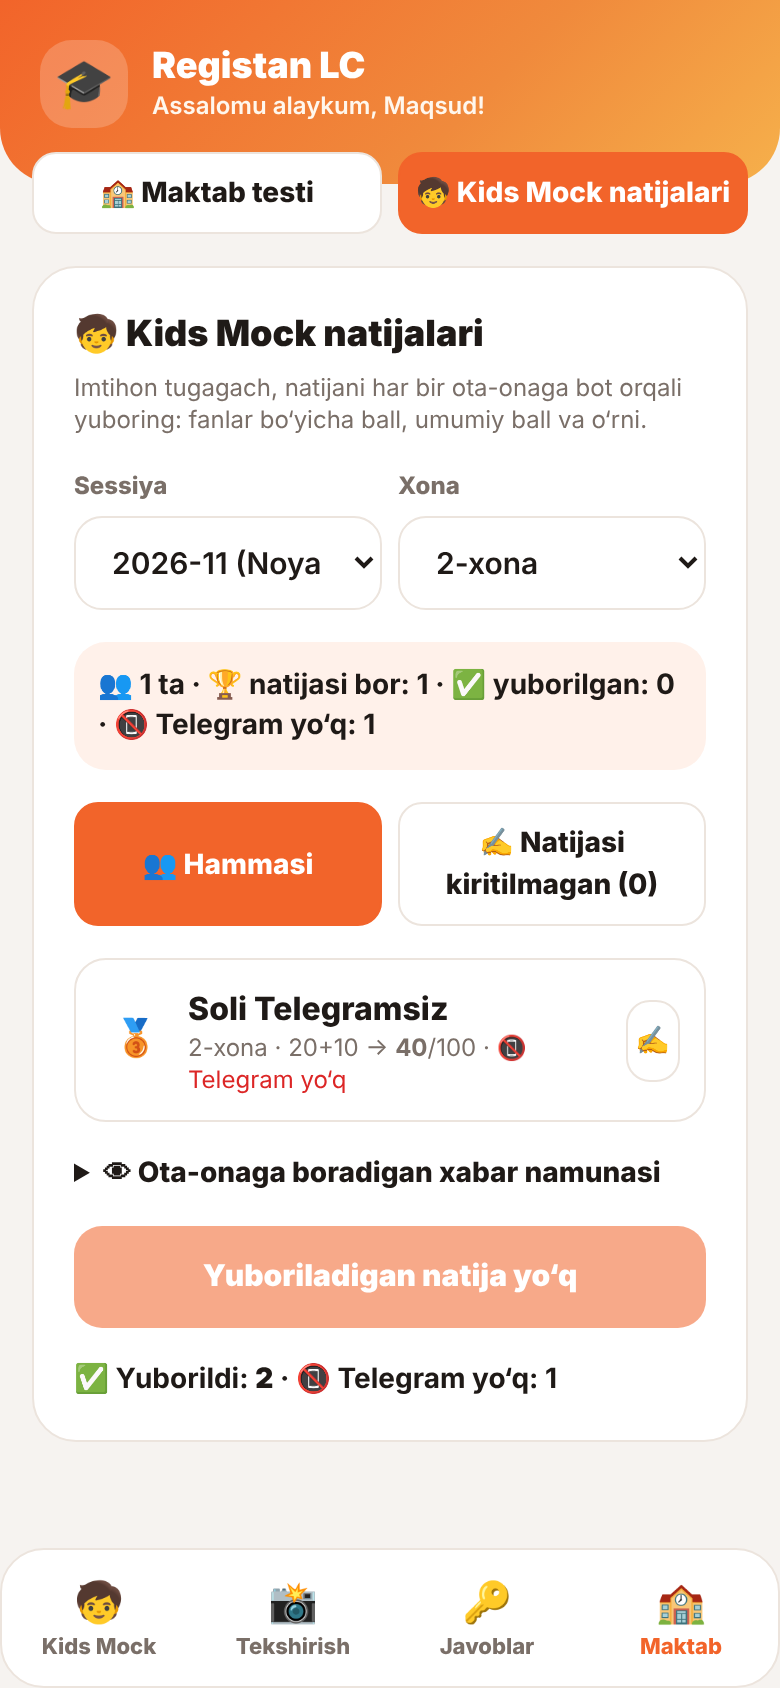 Registan LC
Assalomu alaykum, Maqsud!
🏫 Maktab testi
🧒 Kids Mock natijalari
🧒 Kids Mock natijalari
Imtihon tugagach, natijani har bir ota-onaga bot orqali
yuboring: fanlar bo‘yicha ball, umumiy ball va o‘rni.
Sessiya
Xona
2026-11 (Noya
2-xona
👥 1 ta · 🏆 natijasi bor: 1 · ✅ yuborilgan: 0
· 📵 Telegram yo‘q: 1
👥 Hammasi
✍️ Natijasi
kiritilmagan (0)
Soli Telegramsiz
2-xona · 20+10 → 40/100 · 📵
Telegram yo‘q
▶ 👁 Ota-onaga boradigan xabar namunasi
Yuboriladigan natija yo‘q
✅ Yuborildi: 2 · 📵 Telegram yo‘q: 1
Kids Mock
Tekshirish
Javoblar
Maktab